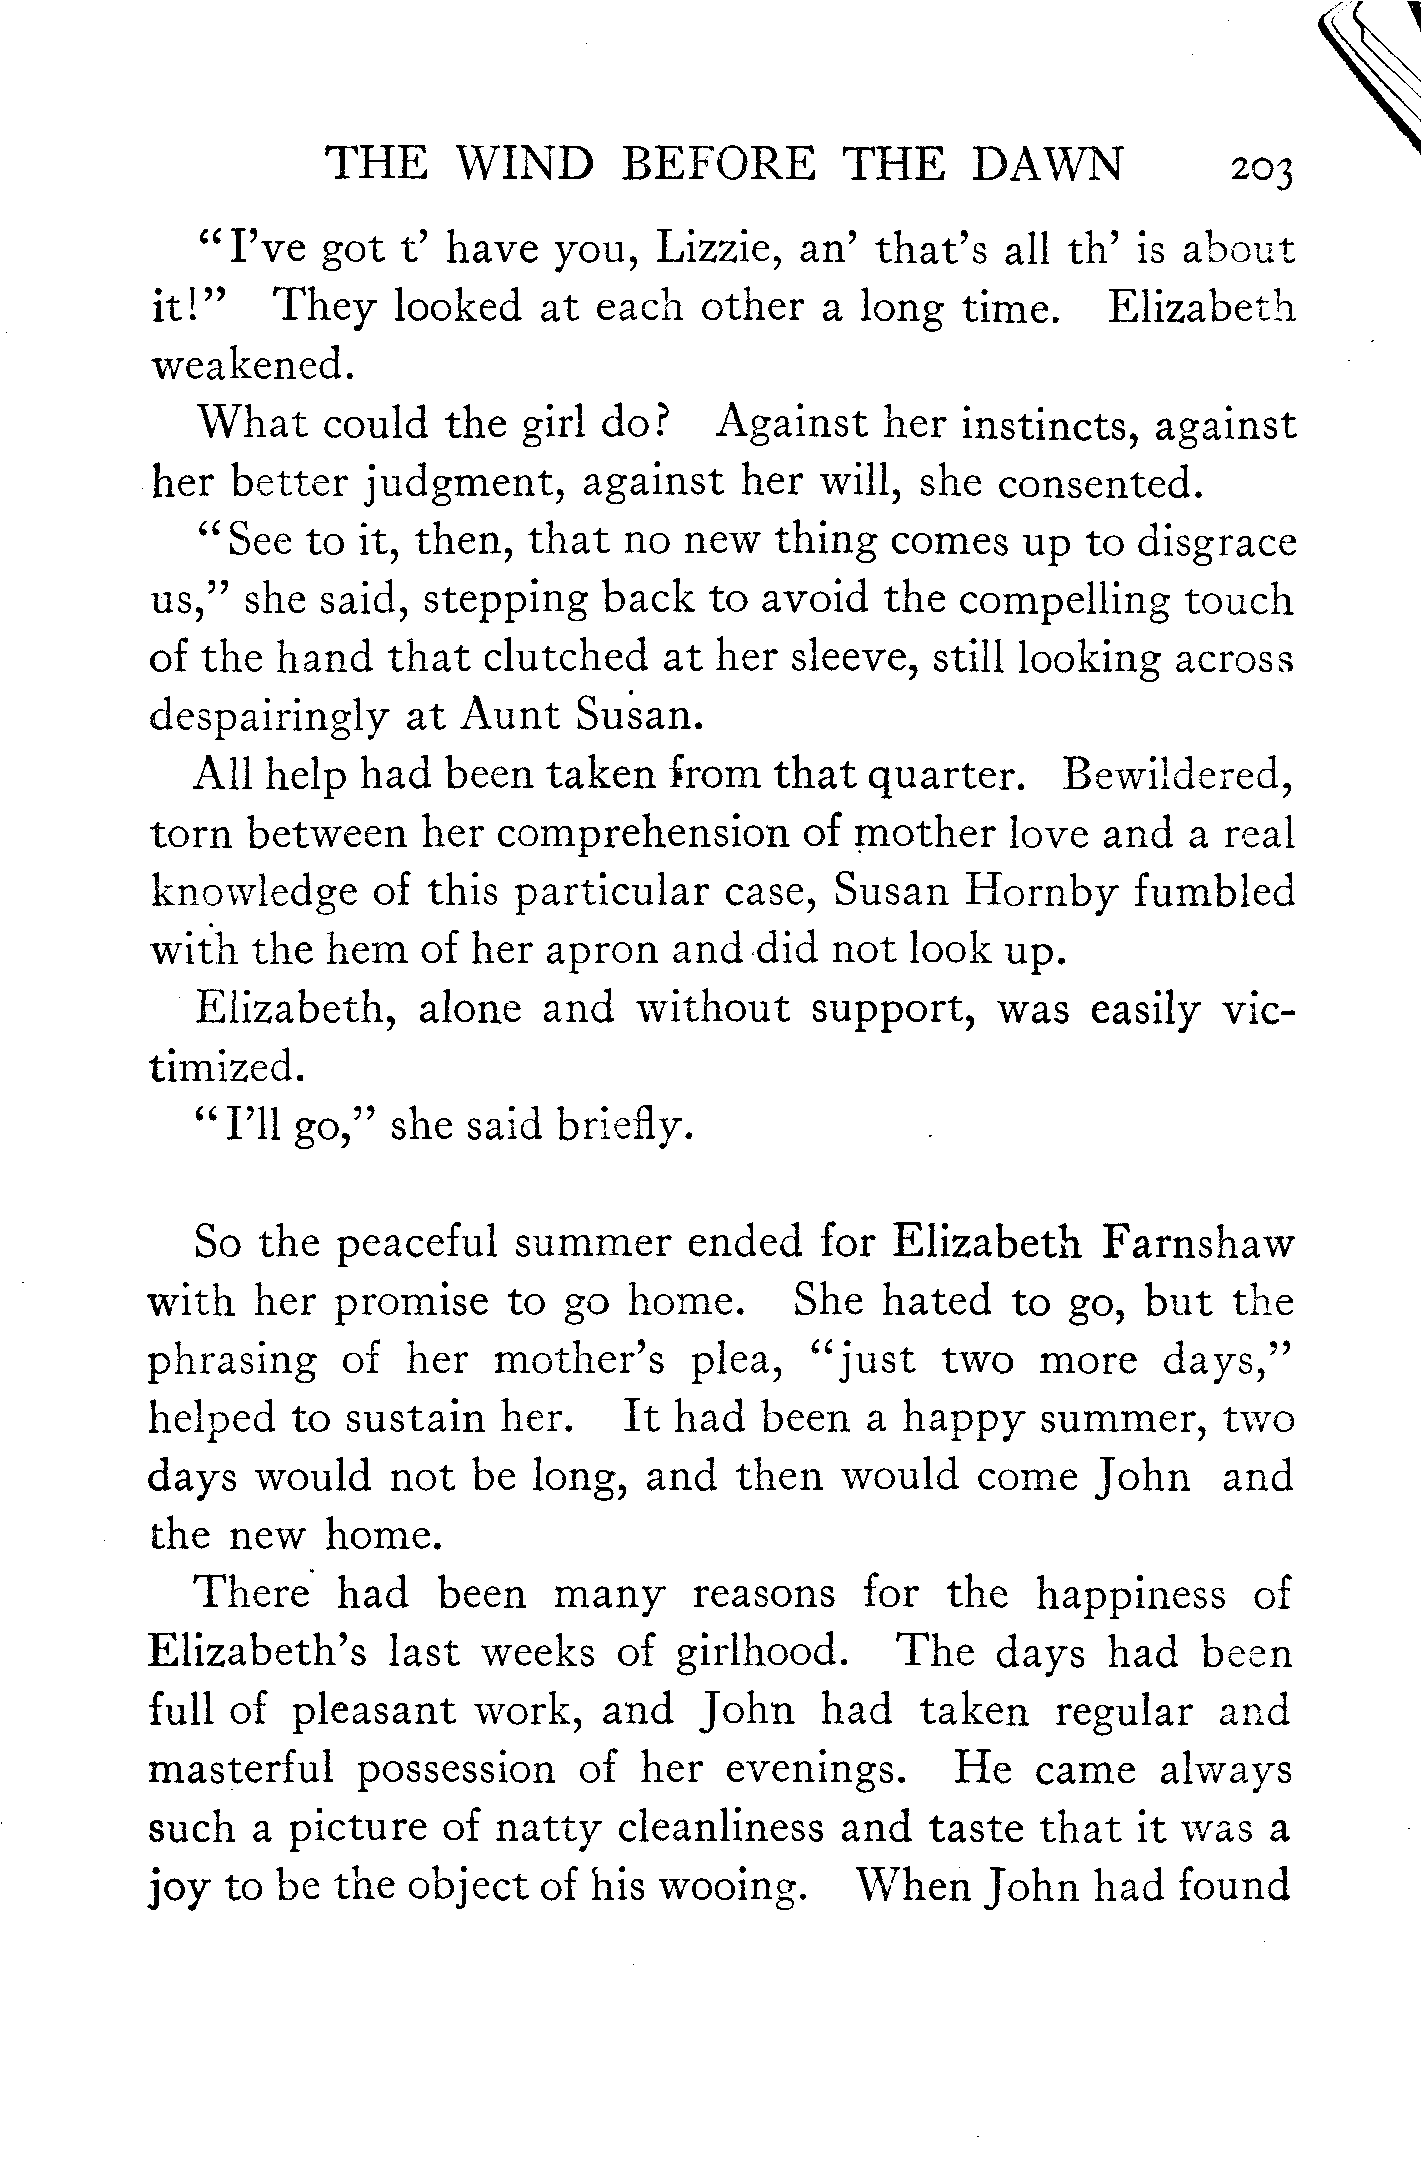 THE WIND BEFORE THE DAWN 203
"I've got t' have you, Lizzie, an' that's all th' is about
it!" They looked at each other a long time. Elizabeth
weakened.
What could the girl do? Against her instincts, against
her better judgment, against her will, she consented.
"See to it, then, that no new thing comes up to disgrace
us," she said, stepping back to avoid the compelling touch
of the hand that clutched at her sleeve, still looking across
despairingly at Aunt Susan.
All help had been taken from that quarter. Bewildered,
torn between her comprehension of mother love and a real
knowledge of this particular case, Susan Hornby fumbled
with the hem of her apron and did not look up.
Elizabeth, alone and without support, was easily vic-
timized.
"I'll go," she said briefly.
So the peaceful summer ended for Elizabeth Farnshaw
with her promise to go home. She hated to go, but the
phrasing of her mother's plea, "just two more days,"
helped to sustain her. It had been a happy summer, two
days would not be long, and then would come John and
the new home.
There had been many reasons for the happiness of
Elizabeth's last weeks of girlhood. The days had been
full of pleasant work, and John had taken regular and
masterful possession of her evenings. He came always
such a picture of natty cleanliness and taste that it was a
joy to be the object of his wooing. When John had found